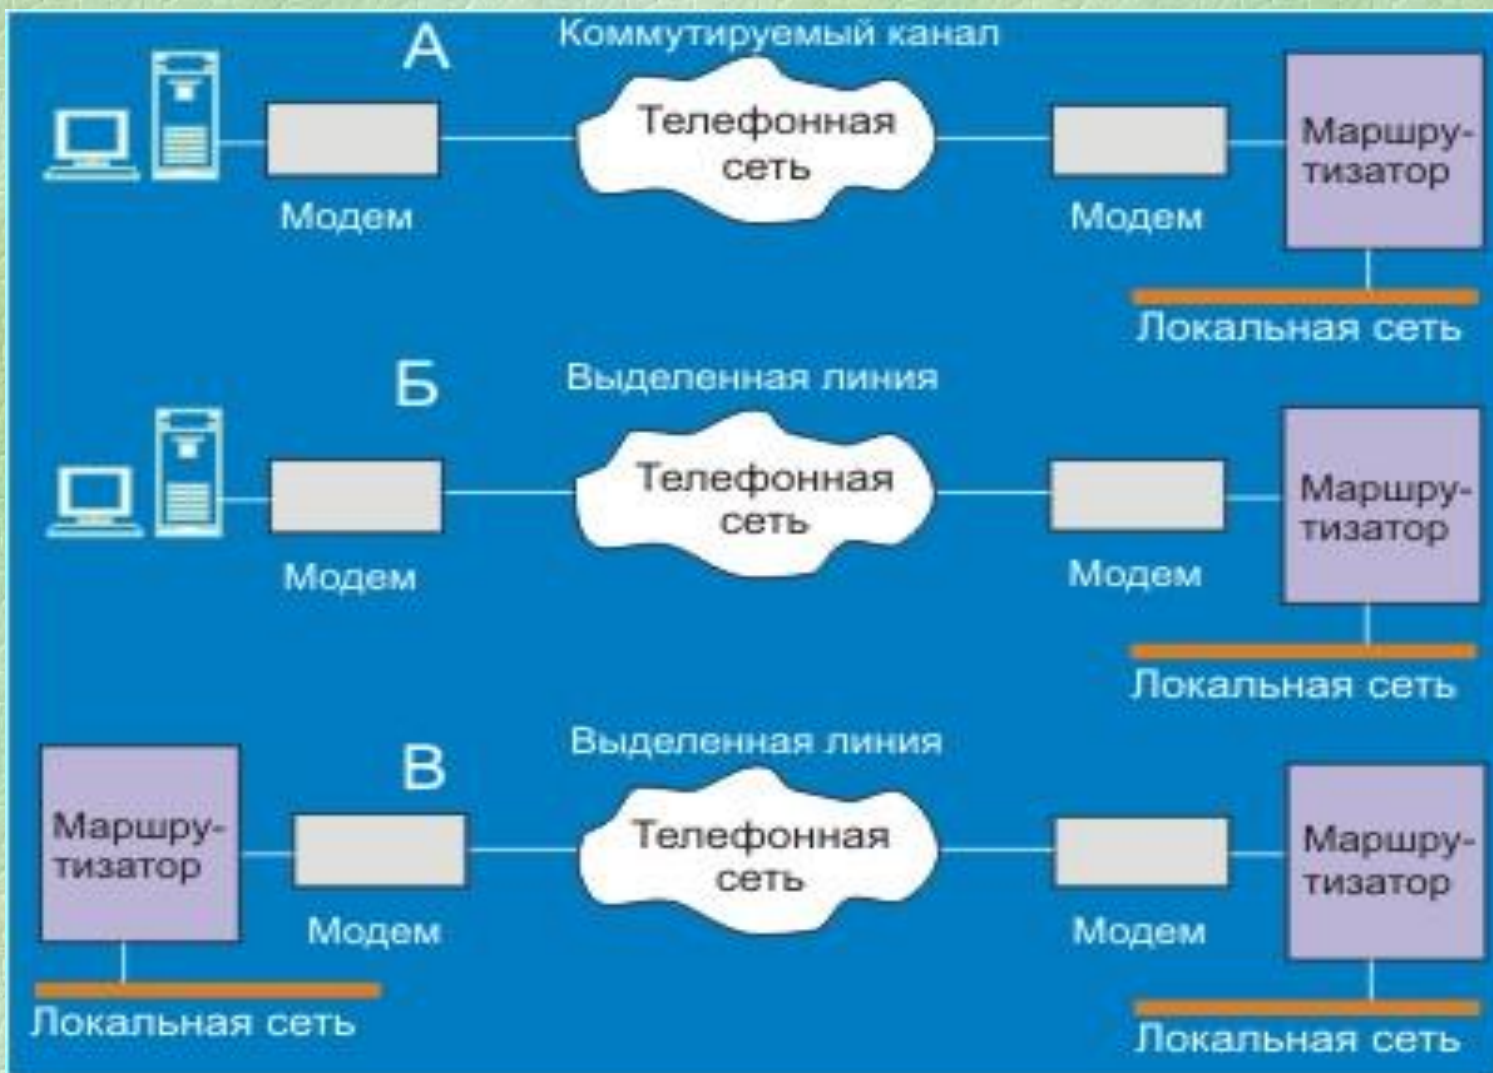 А
Коммутируемый канал
Телефонная
сеть
Маршру-
тизатор
Модем
Модем
Локальная сеть
Б
Выделенная линия
Телефонная
сеть
Маршру-
тизатор
Модем
Модем
Локальная сеть
В
Выделенная линия
Маршру-
тизатор
Телефонная
сеть
Маршру-
тизатор
Модем
Модем
Локальная сеть
Локальная сеть